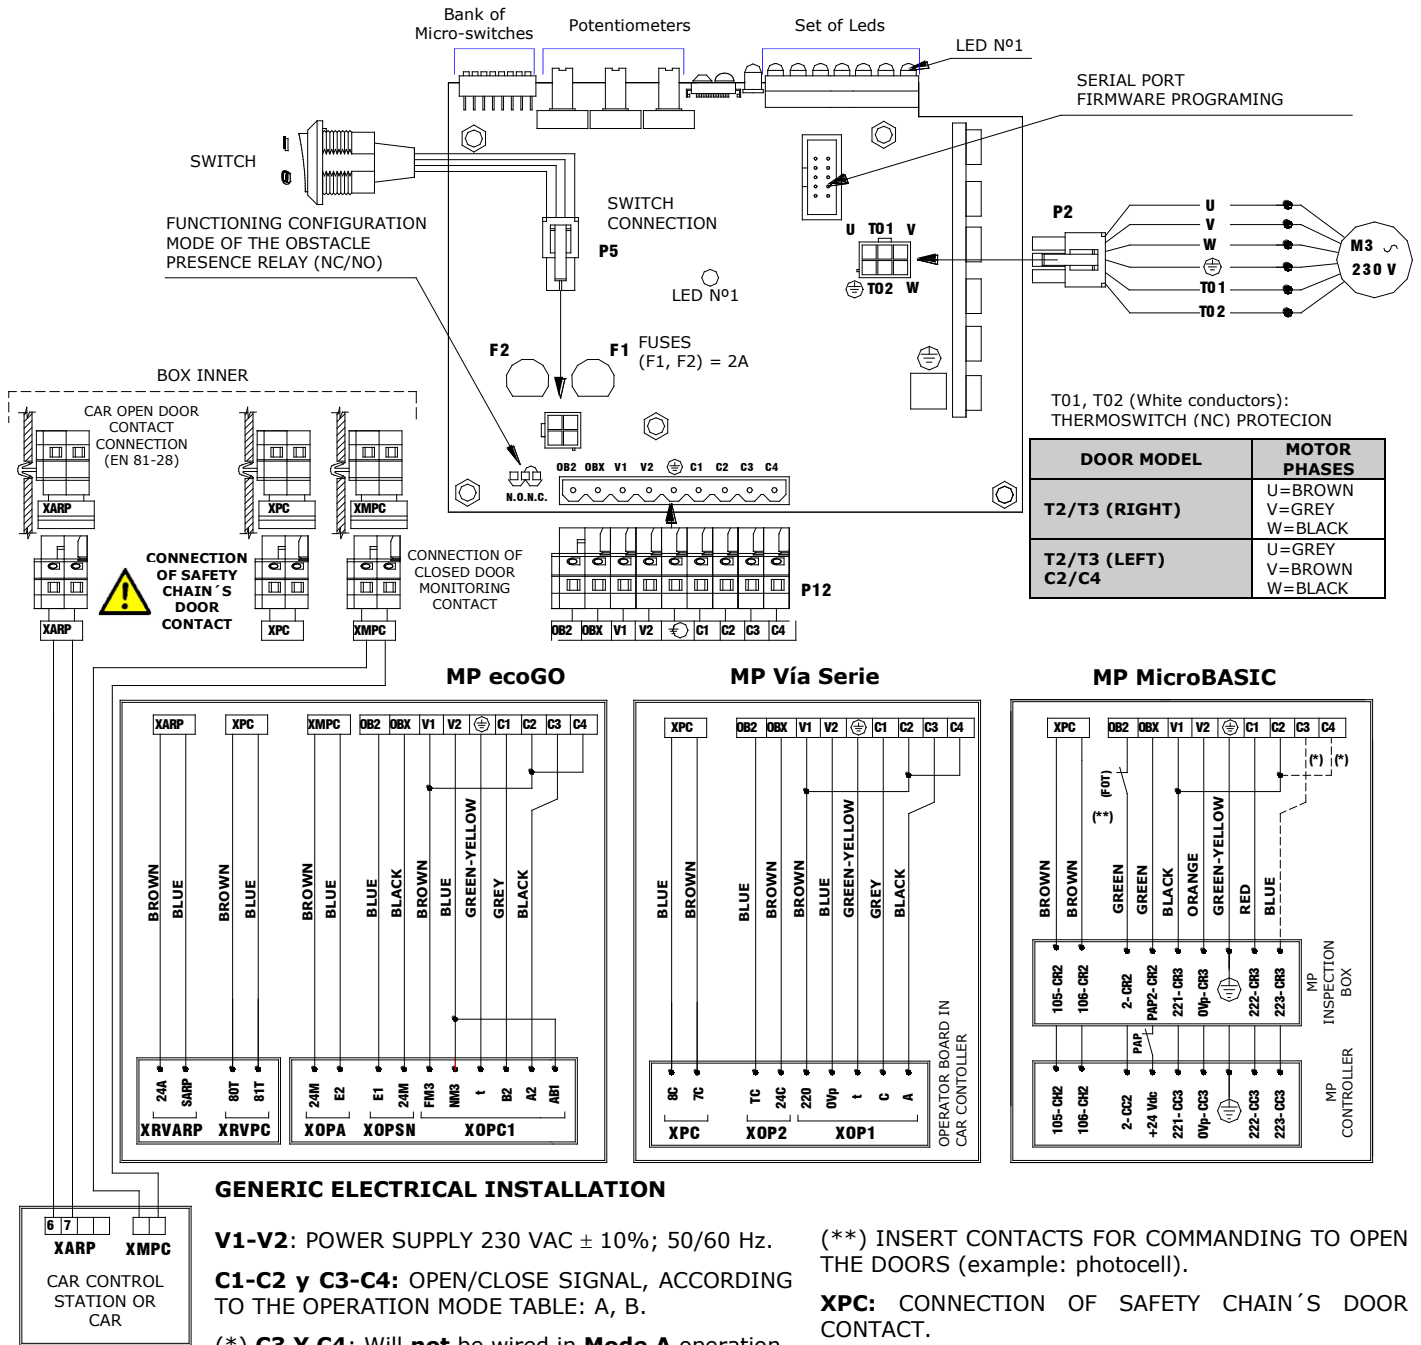 Bank of
Micro-switches
Potentiometers
Set of Leds
LED Nº1
SERIAL PORT
FIRMWARE PROGRAMING
SWITCH
FUNCTIONING CONFIGURATION
MODE OF THE OBSTACLE
PRESENCE RELAY (NC/NO)
SWITCH
CONNECTION
P5
LED Nº1
U T01 V
T02 W
P2
U
V
W
T01
T02
M3
230 V
F2
F1
FUSES
(F1, F2) = 2A
BOX INNER
CAR OPEN DOOR
CONTACT
CONNECTION
(EN 81-28)
XARP
XPC
XMPC
N.O.N.C.
OB2 OBX V1 V2 C1 C2 C3 C4
T01, T02 (White conductors):
THERMOSWITCH (NC) PROTECION
DOOR MODEL
MOTOR
PHASES
T2/T3 (RIGHT)
U=BROWN
V=GREY
W=BLACK
T2/T3 (LEFT)
C2/C4
U=GREY
V=BROWN
W=BLACK
CONNECTION
OF SAFETY
CHAIN´S
DOOR
CONTACT
CONNECTION OF
CLOSED DOOR
MONITORING
CONTACT
P12
XARP
XPC
XMPC
OB2 OBX V1 V2 C1 C2 C3 C4
MP ecoGO
XARP XPC XMPC OB2 OBX V1 V2 C1 C2 C3 C4
BROWN
BLUE
BROWN
BLUE
BROWN
BLUE
BLUE
BLACK
BROWN
BLUE
GREEN-YELLOW
GREY
BLACK
24A
SARP
80T
81T
24M
E2
E1
24M
FM3
NM3
t
B2
A2
AB1
XRVARP XRVPC XOPA XOPSN XOPC1
MP Vía Serie
XPC OB2 OBX V1 V2 C1 C2 C3 C4
BLUE
BROWN
BLUE
BROWN
BROWN
BLUE
GREEN-YELLOW
GREY
BLACK
8C
7C
TC
24C
220
0Vp
t
C
A
XPC XOP2 XOP1
OPERATOR BOARD IN
CAR CONTOLLER
MP MicroBASIC
XPC OB2 OBX V1 V2 C1 C2 C3 C4
(*) (*)
(FOT)
(**)
BROWN
BROWN
GREEN
GREEN
BLACK
ORANGE
GREEN-YELLOW
RED
BLUE
105-CR2
106-CR2
2-CR2
PAP2-CR2
221-CR3
0Vp-CR3
222-CR3
223-CR3
MP
INSPECTION
BOX
PAP
105-CH2
106-CH2
2-CC2
+24 Vdc
221-CC3
0Vp-CC3
222-CC3
223-CC3
MP
CONTROLLER
6 7
XARP XMPC
CAR CONTROL
STATION OR
CAR
GENERIC ELECTRICAL INSTALLATION
V1-V2: POWER SUPPLY 230 VAC ± 10%; 50/60 Hz.
C1-C2 y C3-C4: OPEN/CLOSE SIGNAL, ACCORDING
TO THE OPERATION MODE TABLE: A, B.
(*) C3 Y C4: Will not be wired in Mode A operation
(**) INSERT CONTACTS FOR COMMANDING TO OPEN
THE DOORS (example: photocell).
XPC: CONNECTION OF SAFETY CHAIN´S DOOR
CONTACT.